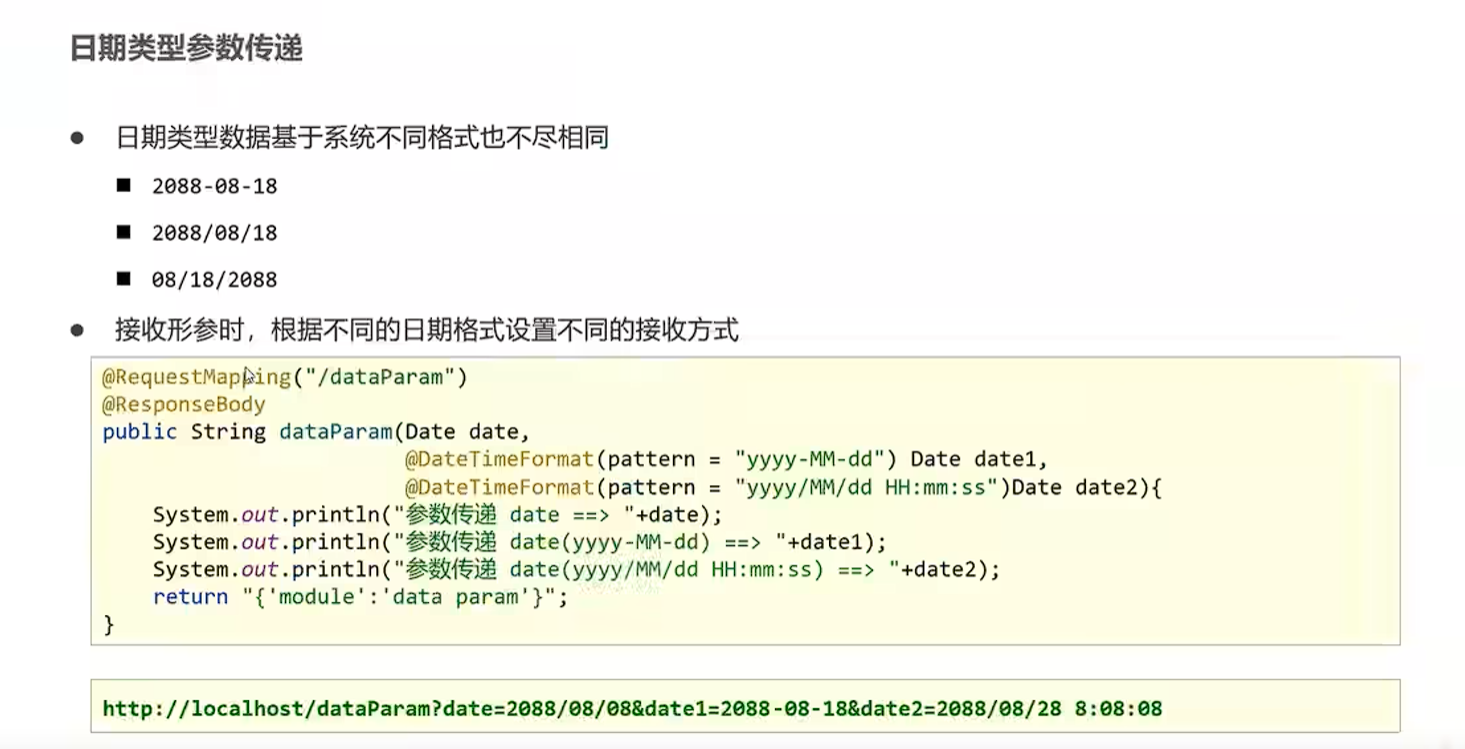 日期类型参数传递
● 日期类型数据基于系统不同格式也不尽相同
■ 2088-08-18
■ 2088/08/18
■ 08/18/2088
● 接收形参时，根据不同的日期格式设置不同的接收方式
@RequestMapping("/dataParam")
@ResponseBody
public String dataParam(Date date,
@DateTimeFormat(pattern = "yyyy-MM-dd") Date date1,
@DateTimeFormat(pattern = "yyyy/MM/dd HH:mm:ss")Date date2){
System.out.println("参数传递 date ==> "+date);
System.out.println("参数传递 date(yyyy-MM-dd) ==> "+date1);
System.out.println("参数传递 date(yyyy/MM/dd HH:mm:ss) ==> "+date2);
return "{'module':'data param'}";
}
http://localhost/dataParam?date=2088/08/08&date1=2088-08-18&date2=2088/08/28 8:08:08